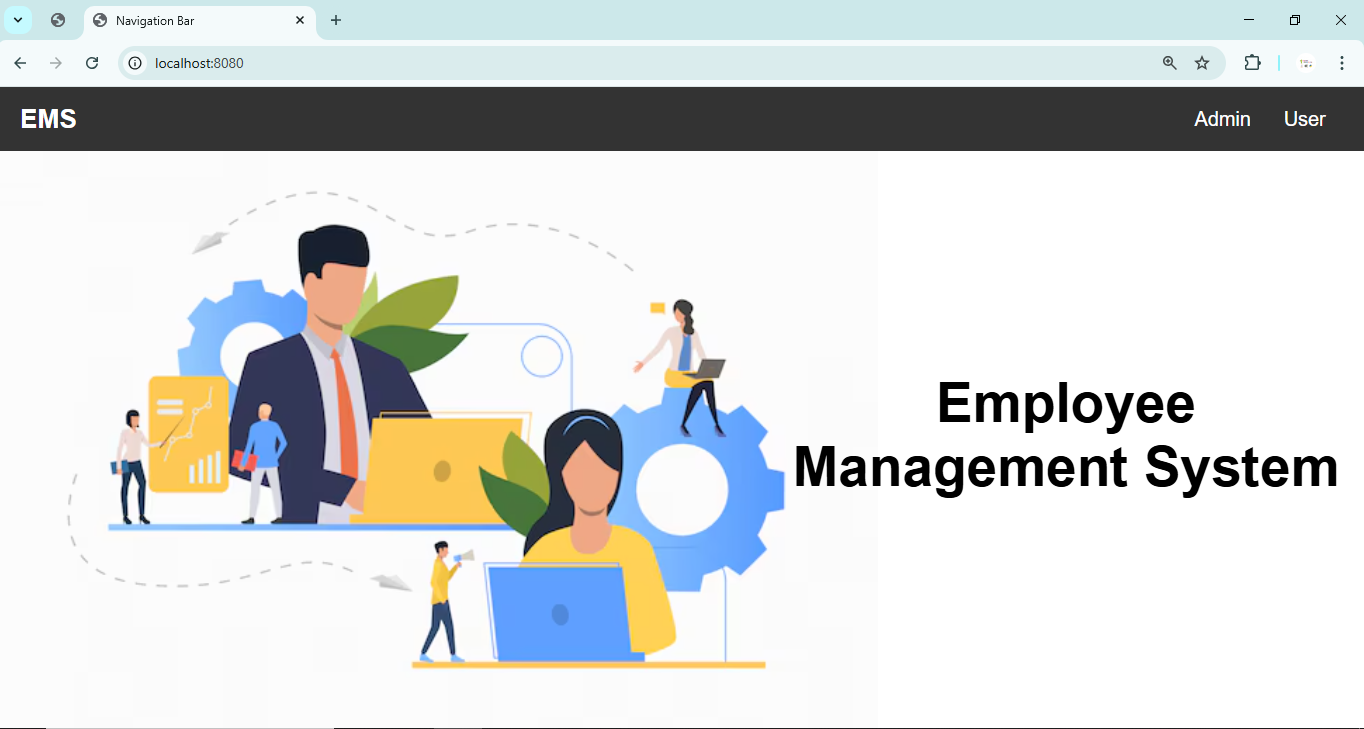 Navigation Bar
localhost:8080
EMS
Admin
User
Employee
Management System